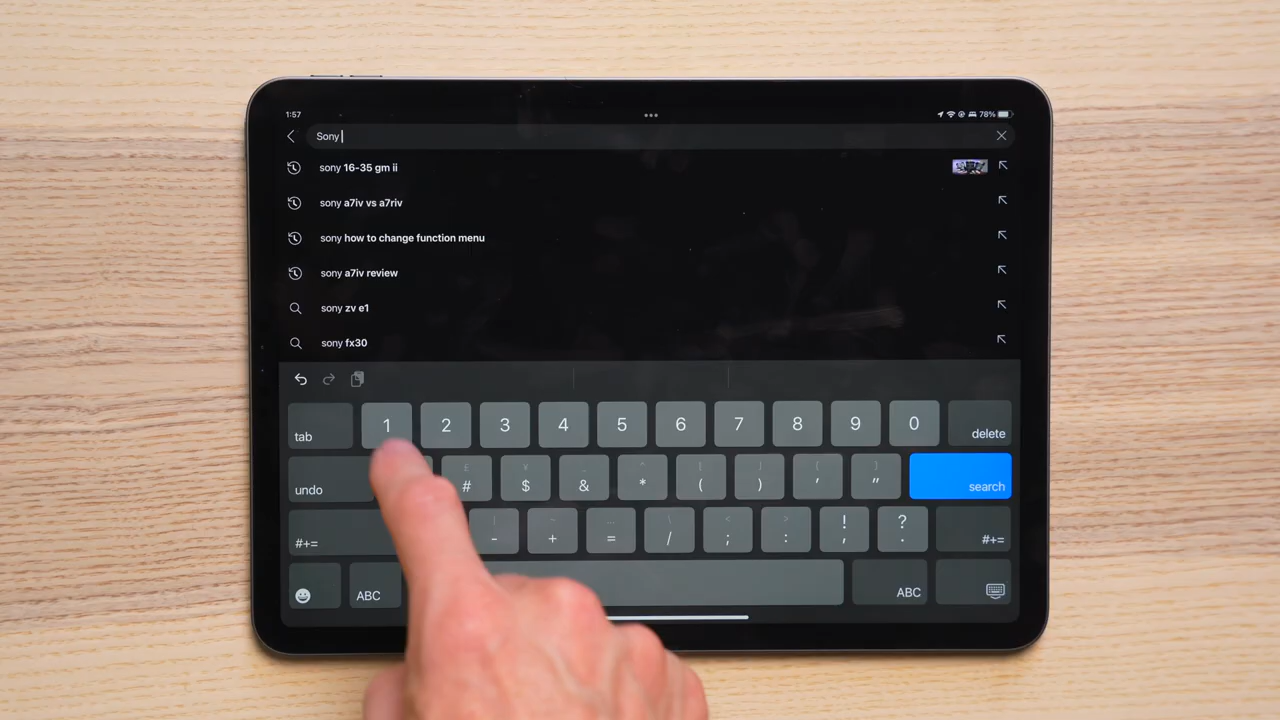 1:57 78%
Sony
sony 16-35 gm ii
sony a7iv vs a7riv
sony how to change function menu
sony a7iv review
sony zv e1
sony fx30
tab 1 2 3 4 5 6 7 8 9 0 delete
undo £ # ¥ $ & * ( ) ' " search
#+= - + = / ; : ! , ? . #+=
ABC ABC